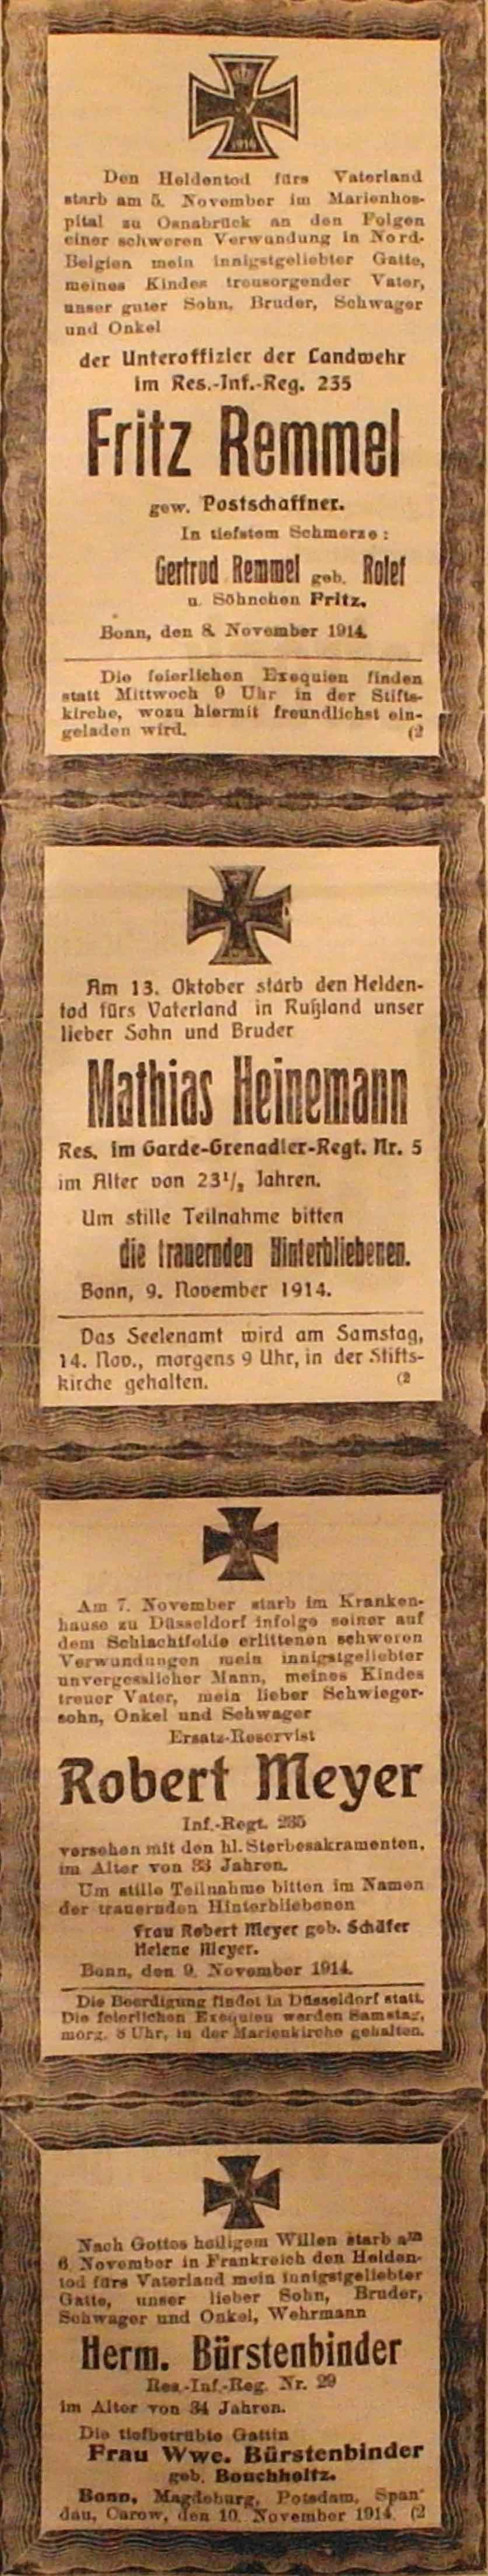 1914
Den Heldentod fürs Vaterland
starb am 5. November im Marienhos-
pital zu Osnabrück an den Folgen
einer schweren Verwundung in Nord-
Belgien mein innigstgeliebter Gatte,
meines Kindes treusorgender Vater,
unser guter Sohn, Bruder, Schwager
und Onkel
der Unteroffizier der Landwehr
im Res.-Inf.-Reg. 235
Fritz Remmel
gew. Postschaffner.
In tiefstem Schmerze:
Gertrud Remmel geb. Rolef
u. Söhnchen Fritz.
Bonn, den 8. November 1914.
Die feierlichen Exequien finden
statt Mittwoch 9 Uhr in der Stifts-
kirche, wozu hiermit freundlichst ein-
geladen wird. (2
Am 13. Oktober starb den Helden-
tod fürs Vaterland in Rußland unser
lieber Sohn und Bruder
Mathias Heinemann
Res. im Garde-Grenadier-Regt. Nr. 5
im Alter von 23 1/2 Jahren.
Um stille Teilnahme bitten
die trauernden Hinterbliebenen.
Bonn, 9. November 1914.
Das Seelenamt wird am Samstag,
14. Nov., morgens 9 Uhr, in der Stifts-
kirche gehalten. (2
Am 7. November starb im Kranken-
hause zu Düsseldorf infolge seiner auf
dem Schlachtfelde erlittenen schweren
Verwundungen mein innigstgeliebter
unvergesslicher Mann, meines Kindes
treuer Vater, mein lieber Schwieger-
sohn, Onkel und Schwager
Ersatz-Reservist
Robert Meyer
Inf.-Regt. 235
versehen mit den hl. Sterbesakramenten,
im Alter von 33 Jahren.
Um stille Teilnahme bitten im Namen
der trauernden Hinterbliebenen
Frau Robert Meyer geb. Schäfer
Helene Meyer.
Bonn, den 9. November 1914.
Die Beerdigung findet in Düsseldorf statt.
Die feierlichen Exequien werden Samstag,
morg. 8 Uhr, in der Marienkirche gehalten.
Nach Gottes heiligem Willen starb am
6. November in Frankreich den Helden-
tod fürs Vaterland mein innigstgeliebter
Gatte, unser lieber Sohn, Bruder,
Schwager und Onkel, Wehrmann
Herm. Bürstenbinder
Res.-Inf.-Reg. Nr. 29
im Alter von 34 Jahren.
Die tiefbetrübte Gattin
Frau Wwe. Bürstenbinder
geb. Bouchholtz.
Bonn, Magdeburg, Potsdam, Span-
dau, Carow, den 10. November 1914. (2